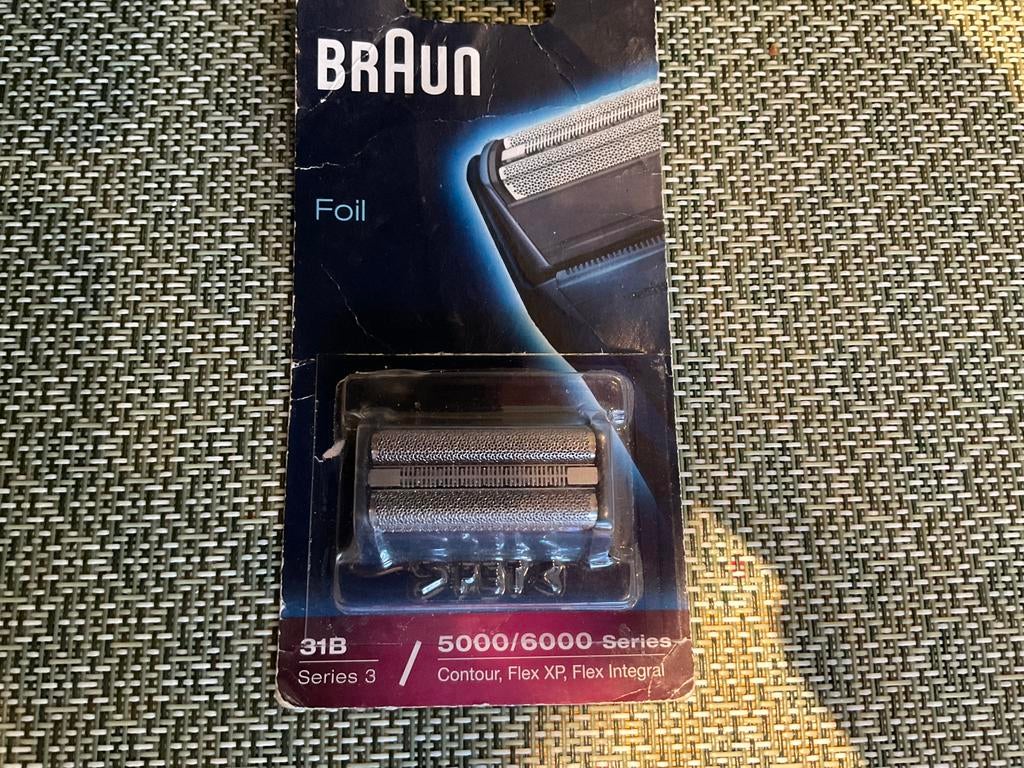 BRAUN
Foil
31B
Series 3
/
5000/6000 Series
Contour, Flex XP, Flex Integral